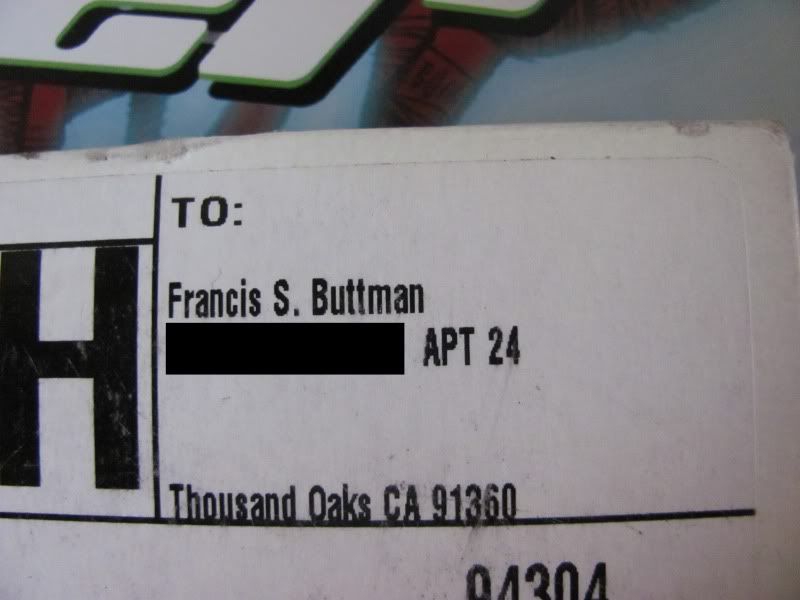 TO:
H
Francis S. Buttman
APT 24
Thousand Oaks CA 91360
94304